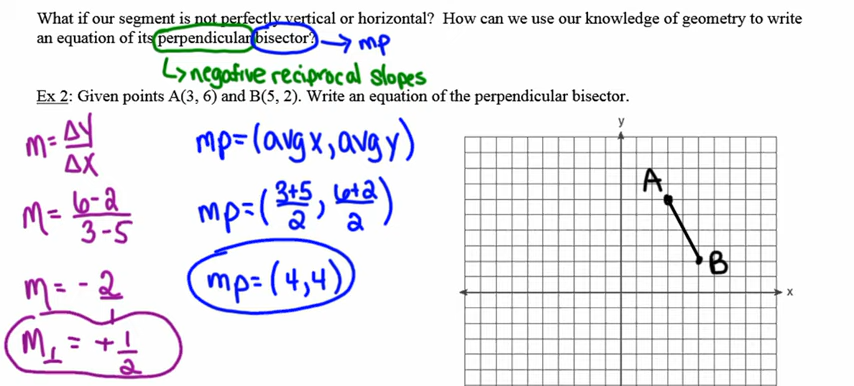 What if our segment is not perfectly vertical or horizontal? How can we use our knowledge of geometry to write
an equation of its perpendicular bisector? → mp
↳ negative reciprocal slopes
Ex 2: Given points A(3, 6) and B(5, 2). Write an equation of the perpendicular bisector.
m = Δy/Δx
m = (6-2)/(3-5)
m = -2/1
m⊥ = +1/2
mp = (avg x, avg y)
mp = ((3+5)/2, (6+2)/2)
mp = (4,4)
y
A
B
x